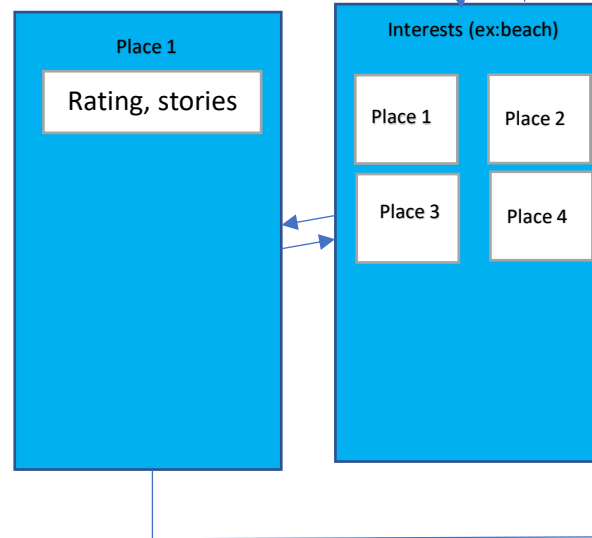 Place 1
Rating, stories
Interests (ex:beach)
Place 1
Place 2
Place 3
Place 4